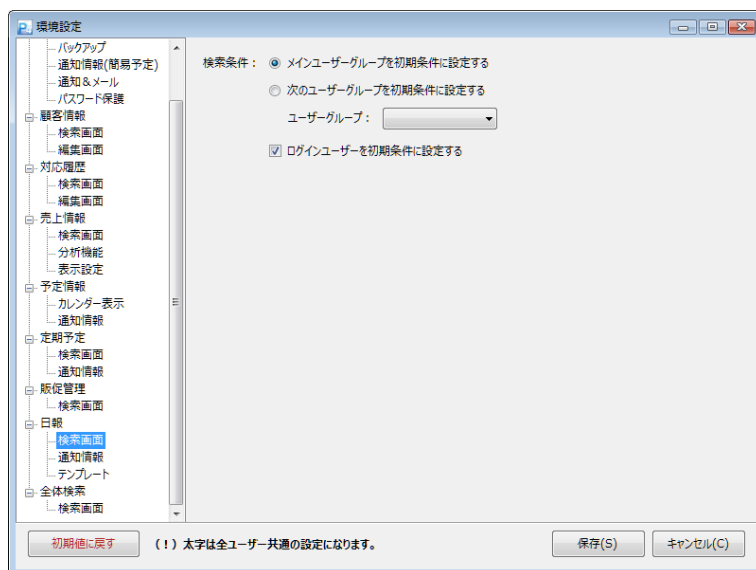 環境設定
バックアップ
通知情報(簡易予定)
通知＆メール
パスワード保護
顧客情報
検索画面
編集画面
対応履歴
検索画面
編集画面
売上情報
検索画面
分析機能
表示設定
予定情報
カレンダー表示
通知情報
定期予定
検索画面
通知情報
販促管理
検索画面
日報
検索画面
通知情報
テンプレート
全体検索
検索画面
検索条件： メインユーザーグループを初期条件に設定する
次のユーザーグループを初期条件に設定する
ユーザーグループ：
ログインユーザーを初期条件に設定する
初期値に戻す (！) 太字は全ユーザー共通の設定になります。 保存(S) キャンセル(C)